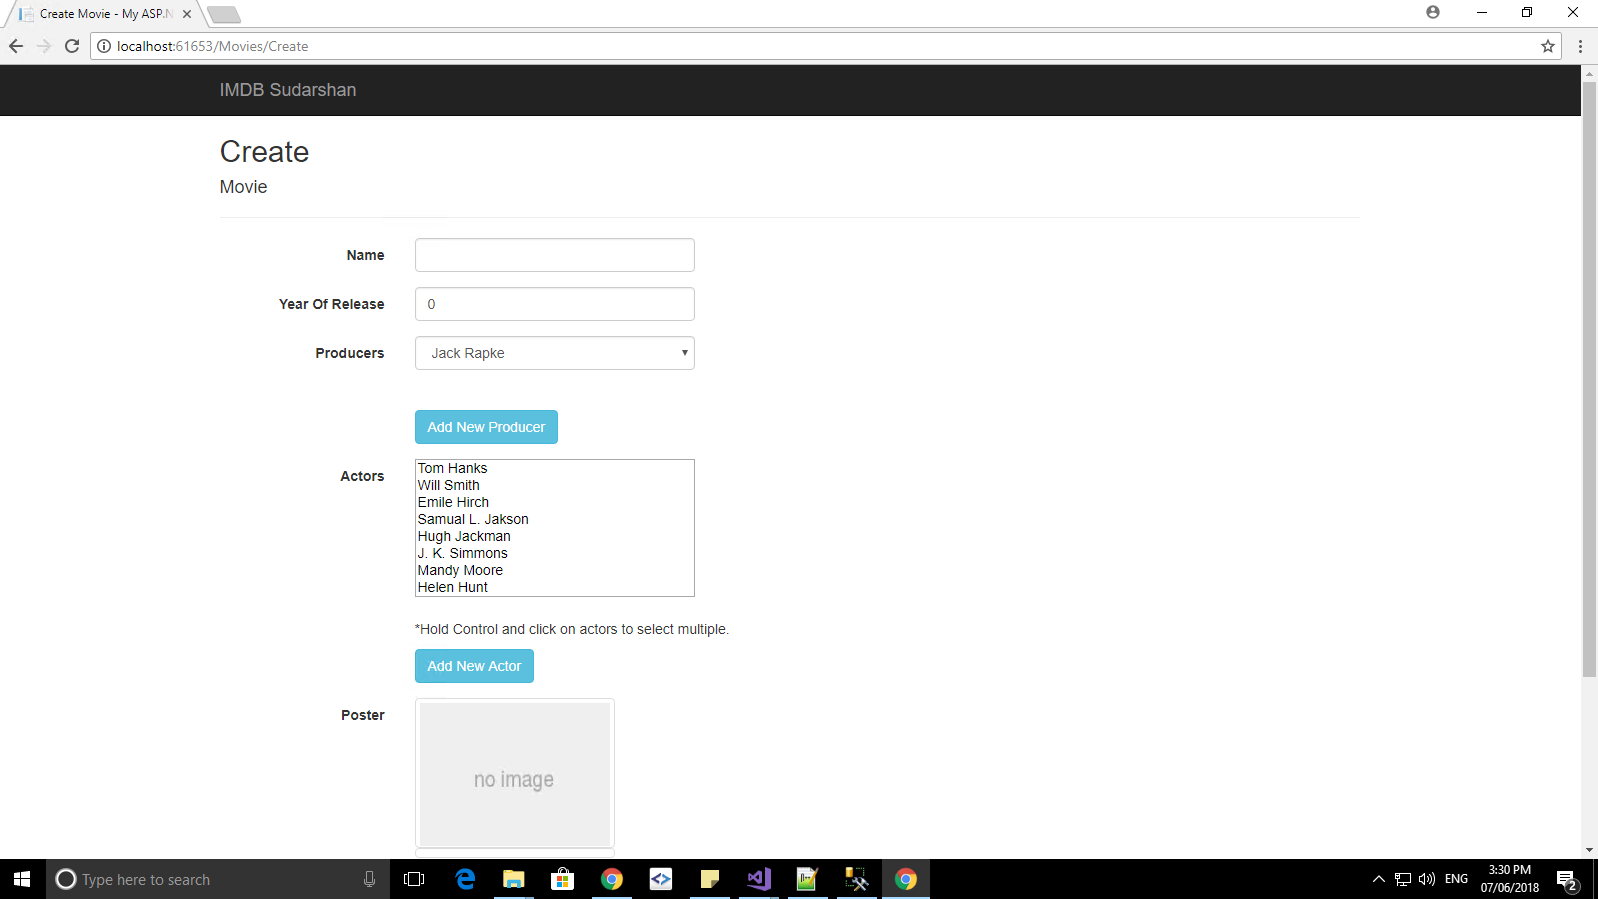 Create Movie - My ASP.N
localhost:61653/Movies/Create
IMDB Sudarshan
Create
Movie
Name
Year Of Release
0
Producers
Jack Rapke
Add New Producer
Actors
Tom Hanks
Will Smith
Emile Hirch
Samual L. Jakson
Hugh Jackman
J. K. Simmons
Mandy Moore
Helen Hunt
*Hold Control and click on actors to select multiple.
Add New Actor
Poster
no image
Type here to search
ENG
3:30 PM
07/06/2018
2